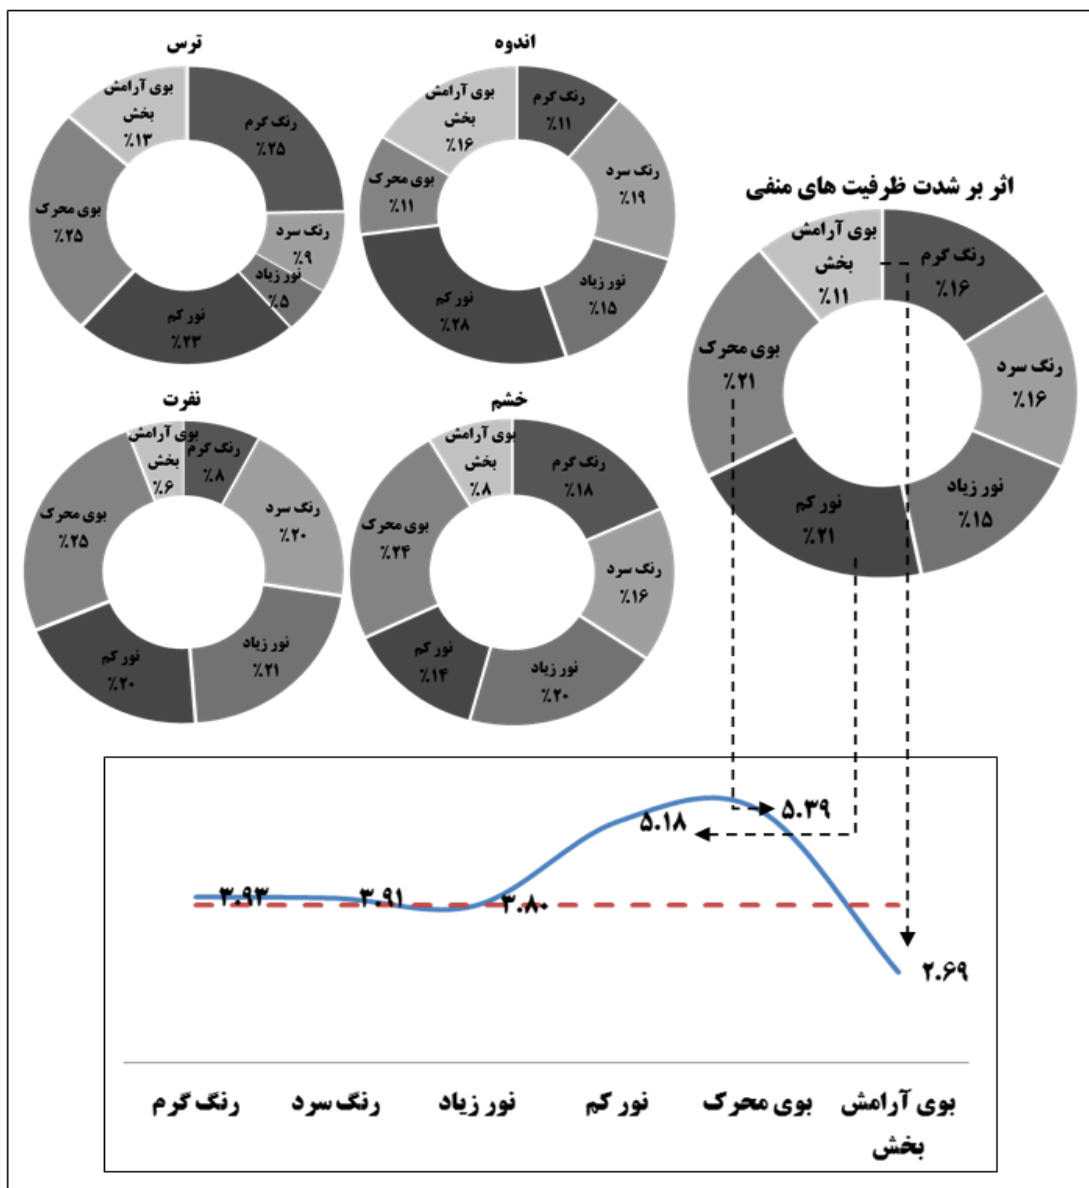 ترس
رنگ گرم
٪۲۵
رنگ سرد
٪۹
نور زیاد
٪۵
نور کم
٪۲۳
بوی محرک
٪۲۵
بوی آرامش
بخش
٪۱۳
اندوه
رنگ گرم
٪۱۱
رنگ سرد
٪۱۹
نور زیاد
٪۱۵
نور کم
٪۲۸
بوی محرک
٪۱۱
بوی آرامش
بخش
٪۱۶
اثر بر شدت ظرفیت های منفی
رنگ گرم
٪۱۶
رنگ سرد
٪۱۶
نور زیاد
٪۱۵
نور کم
٪۲۱
بوی محرک
٪۲۱
بوی آرامش
بخش
٪۱۱
نفرت
رنگ گرم
٪۸
رنگ سرد
٪۲۰
نور زیاد
٪۲۱
نور کم
٪۲۰
بوی محرک
٪۲۵
بوی آرامش
بخش
٪۶
خشم
رنگ گرم
٪۱۸
رنگ سرد
٪۱۶
نور زیاد
٪۲۰
نور کم
٪۱۴
بوی محرک
٪۲۴
بوی آرامش
بخش
٪۸
۳.۹۳
۳.۹۱
۳.۸۰
۵.۱۸
۵.۳۹
۲.۶۹
رنگ گرم
رنگ سرد
نور زیاد
نور کم
بوی محرک
بوی آرامش
بخش